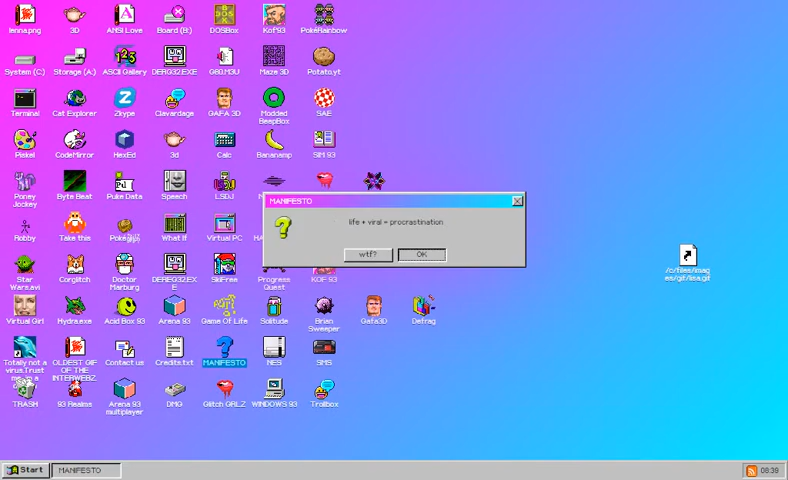 lenna.png
3D
ANSI Love
Board (B:)
DOSBox
Kof'93
PokéRainbow
System (C:)
Storage (A:)
ASCII Gallery
DERG32.EXE
Maze 3D
Potato.yt
Terminal
Cat Explorer
Zkype
Clavardage
GAFA 3D
Modded
BeepBox
SAE
Piskel
CodeMirror
HexEd
3d
Calc
Bananamp
SIM 93
Poney
Jockey
Byte Beat
Puke Data
Speech
LSDJ
MANIFESTO
life + viral = procrastination
wtf?
OK
Robby
Take this
What If
Virtual PC
Star
Wars.avi
Corglitch
Doctor
Marburg
SkiFree
Progress
Quest
KOF 93
/c/files/imag
es/gif/lisa.gif
Virtual Girl
Hydra.exe
Acid Box 93
Arena 93
Game Of Life
Solitude
Brian
Sweeper
Gafa3D
Defrag
Totally not a
virus.Trust
me..im a
OLDEST GIF
OF THE
INTERWEBZ
Contact us
Credits.txt
MANIFESTO
NES
SMS
TRASH
93 Realms
Arena 93
multiplayer
DMG
Glitch GRLZ
WINDOWS 93
Trollbox
Start
MANIFESTO
08:39